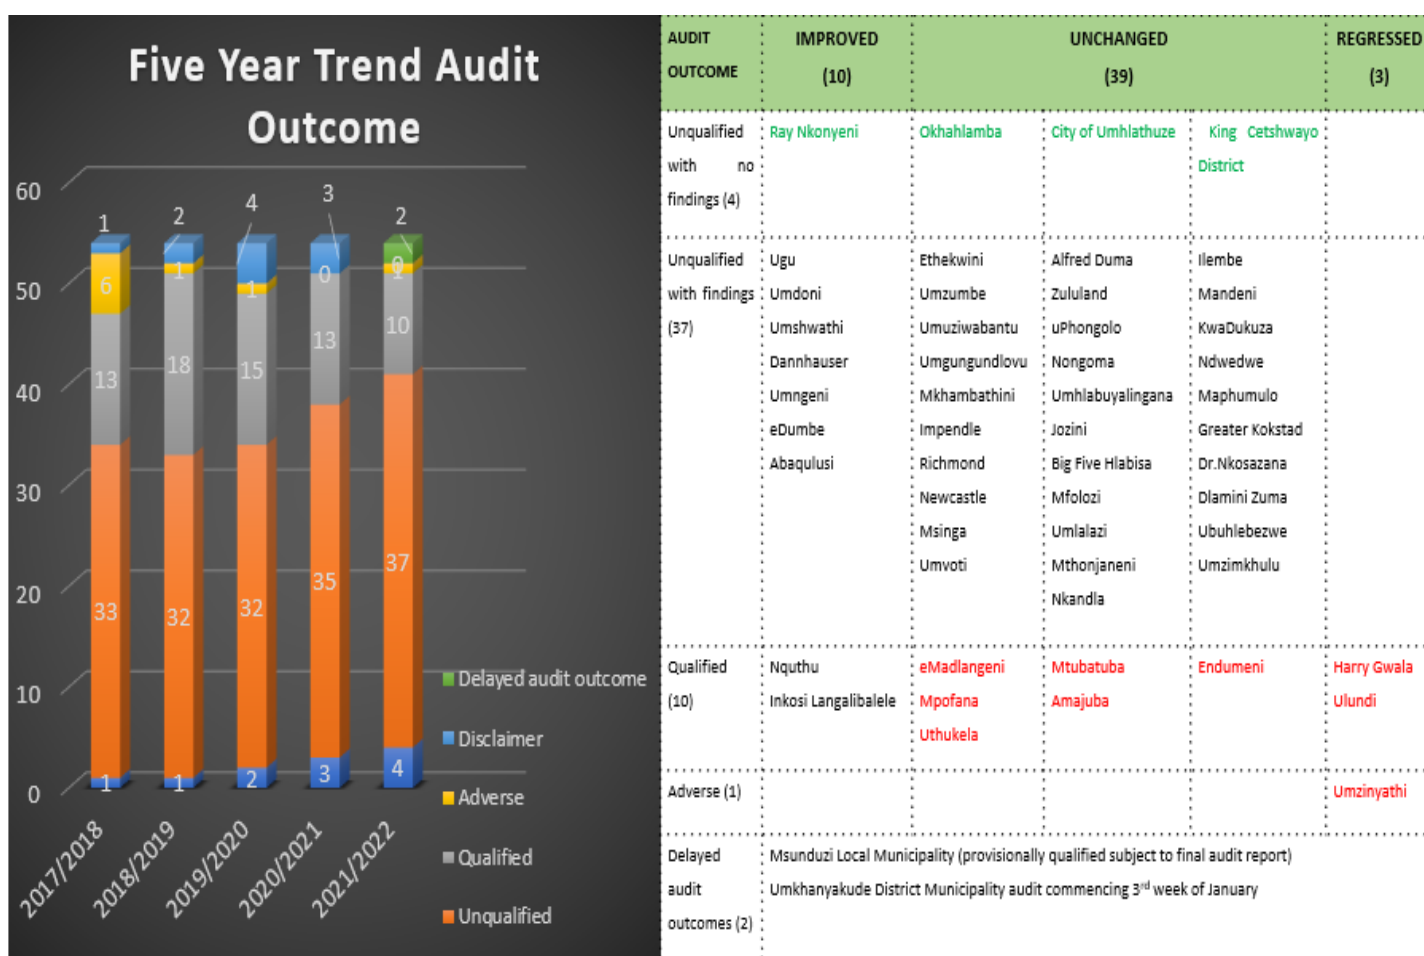 Five Year Trend Audit
Outcome
60
50
40
30
20
10
0
1
6
13
33
1
2
1
18
32
1
4
1
15
32
2
3
0
13
35
3
2
0
1
10
37
4
2017/2018
2018/2019
2019/2020
2020/2021
2021/2022
Delayed audit outcome
Disclaimer
Adverse
Qualified
Unqualified
AUDIT OUTCOME
IMPROVED (10)
UNCHANGED (39)
REGRESSED (3)
Unqualified with no findings (4)
Ray Nkonyeni
Okhahlamba
City of Umhlathuze
King Cetshwayo District
Unqualified with findings (37)
Ugu
Umdoni
Umshwathi
Dannhauser
Umngeni
eDumbe
Abaqulusi
Ethekwini
Umzumbe
Umuziwabantu
Umgungundlovu
Mkhambathini
Impendle
Richmond
Newcastle
Msinga
Umvoti
Alfred Duma
Zululand
uPhongolo
Nongoma
Umhlabuyalingana
Jozini
Big Five Hlabisa
Mfolozi
Umlalazi
Mthonjaneni
Nkandla
Ilembe
Mandeni
KwaDukuza
Ndwedwe
Maphumulo
Greater Kokstad
Dr.Nkosazana
Dlamini Zuma
Ubuhlebezwe
Umzimkhulu
Qualified (10)
Nquthu
Inkosi Langalibalele
eMadlangeni
Mpofana
Uthukela
Mtubatuba
Amajuba
Endumeni
Harry Gwala
Ulundi
Adverse (1)
Umzinyathi
Delayed audit outcomes (2)
Msunduzi Local Municipality (provisionally qualified subject to final audit report)
Umkhanyakude District Municipality audit commencing 3rd week of January